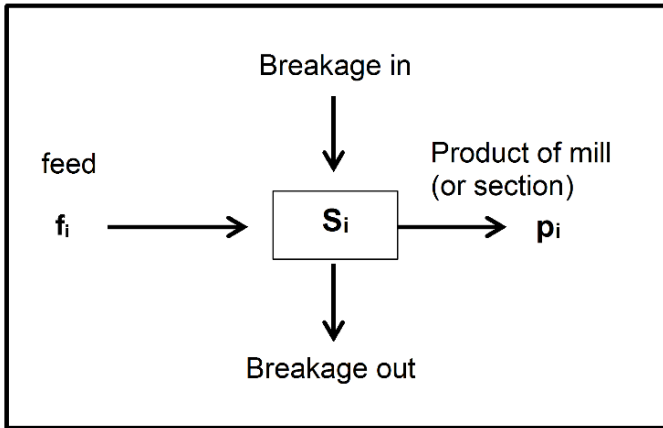 Breakage in
feed
Product of mill
(or section)
fi
Si
pi
Breakage out